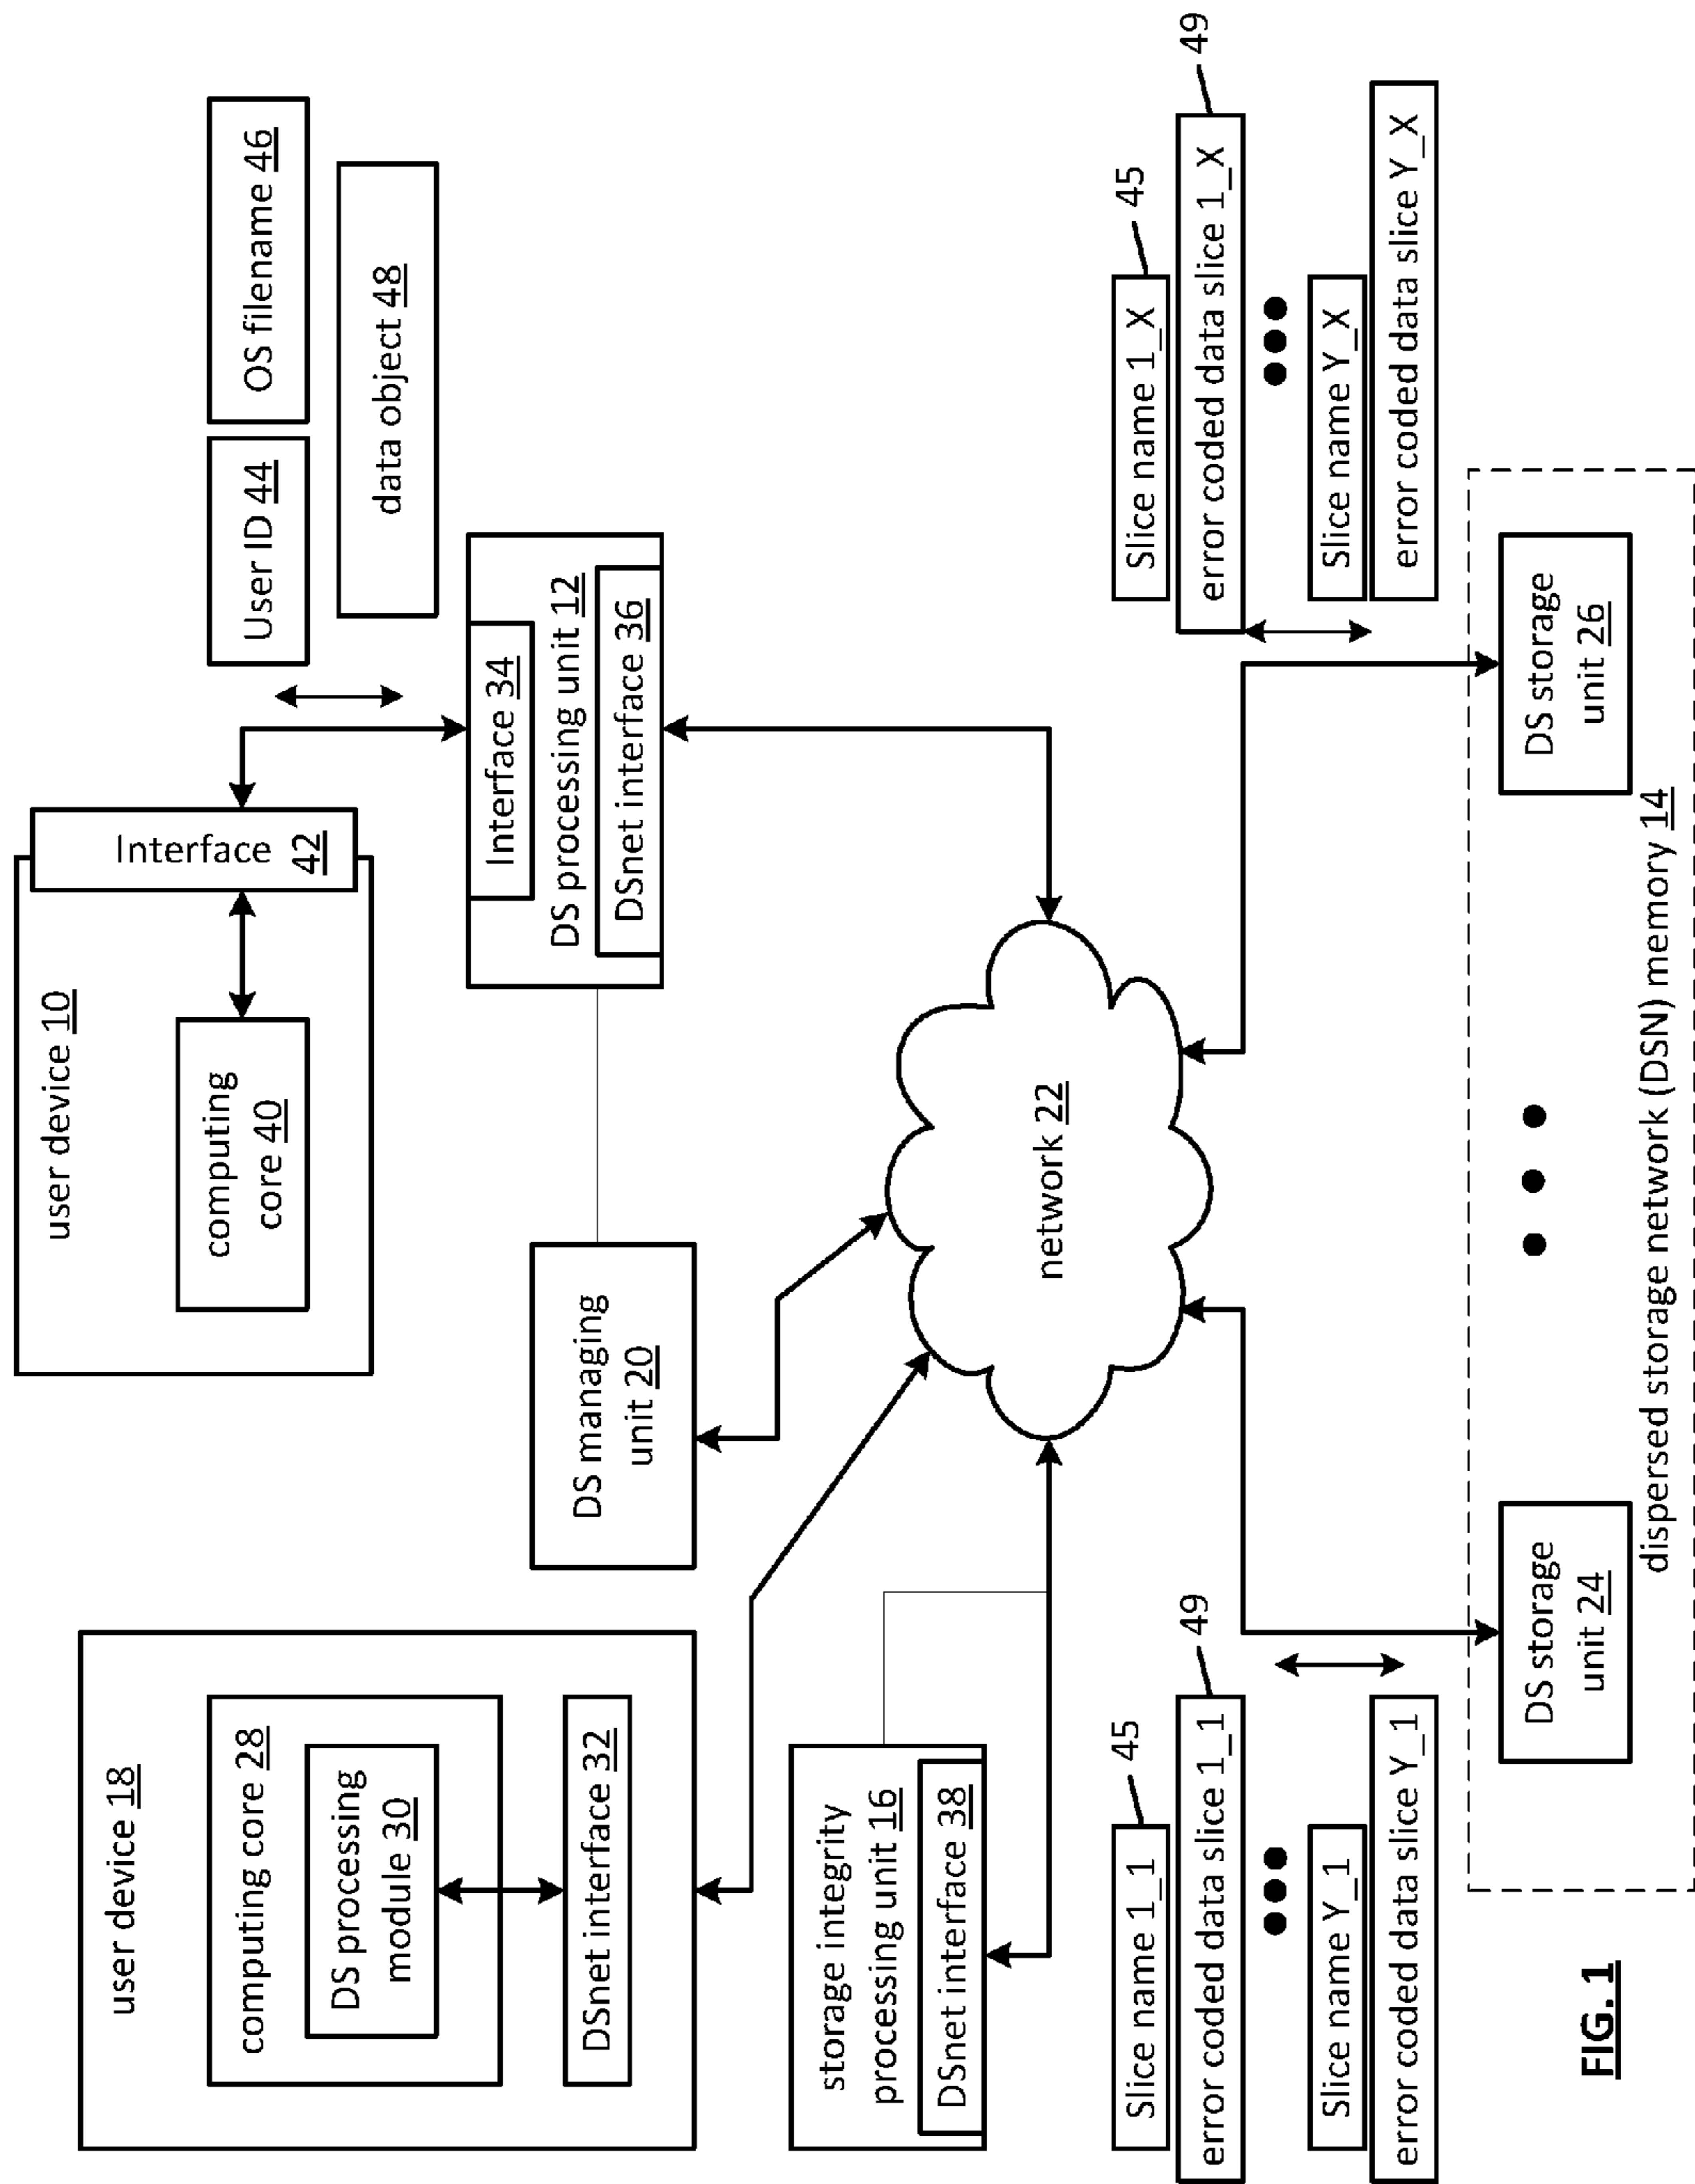 user device 18
computing core 28
DS processing
module 30
DSnet interface 32
user device 10
computing
core 40
Interface
42
User ID 44
OS filename 46
data object 48
DS managing
unit 20
Interface 34
DS processing unit 12
DSnet interface 36
storage integrity
processing unit 16
DSnet interface 38
network 22
Slice name 1_1
45
error coded data slice 1_1
49
Slice name Y_1
error coded data slice Y_1
Slice name 1_X
45
error coded data slice 1_X
49
Slice name Y_X
error coded data slice Y_X
DS storage
unit 24
DS storage
unit 26
dispersed storage network (DSN) memory 14
FIG. 1